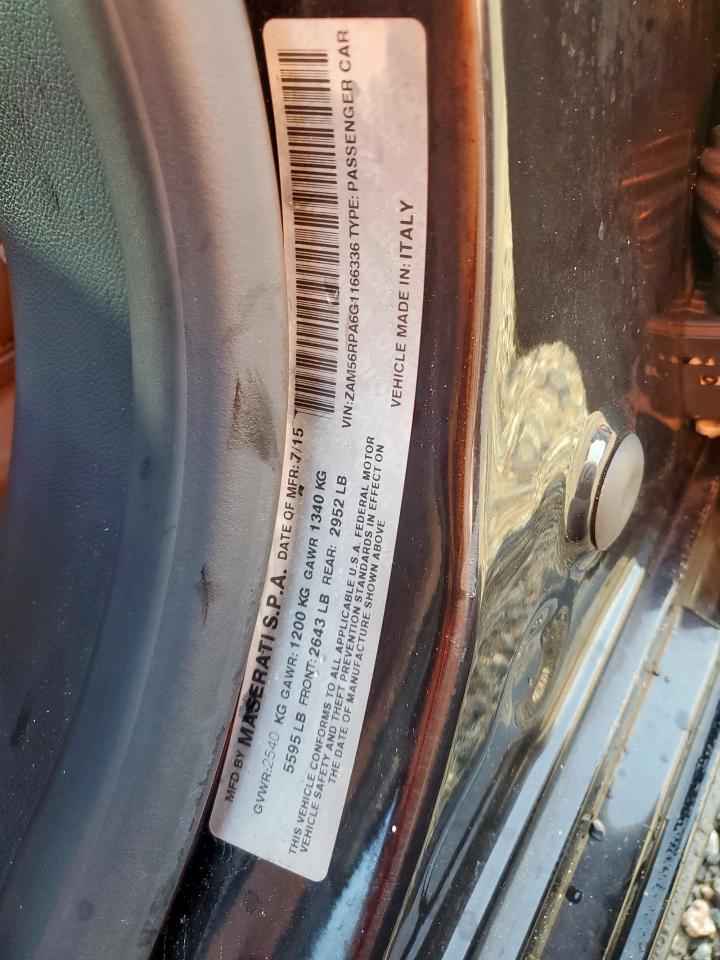 MFD BY MASERATI S.P.A. DATE OF MFR: 7/15
GVWR:2540 KG GAWR:1200 KG GAWR 1340 KG
5595 LB FRONT:2643 LB REAR: 2952 LB
THIS VEHICLE CONFORMS TO ALL APPLICABLE U.S.A. FEDERAL MOTOR
VEHICLE SAFETY AND THEFT PREVENTION STANDARDS IN EFFECT ON
THE DATE OF MANUFACTURE SHOWN ABOVE
VIN:ZAM56RPA6G1166336 TYPE: PASSENGER CAR
VEHICLE MADE IN: ITALY